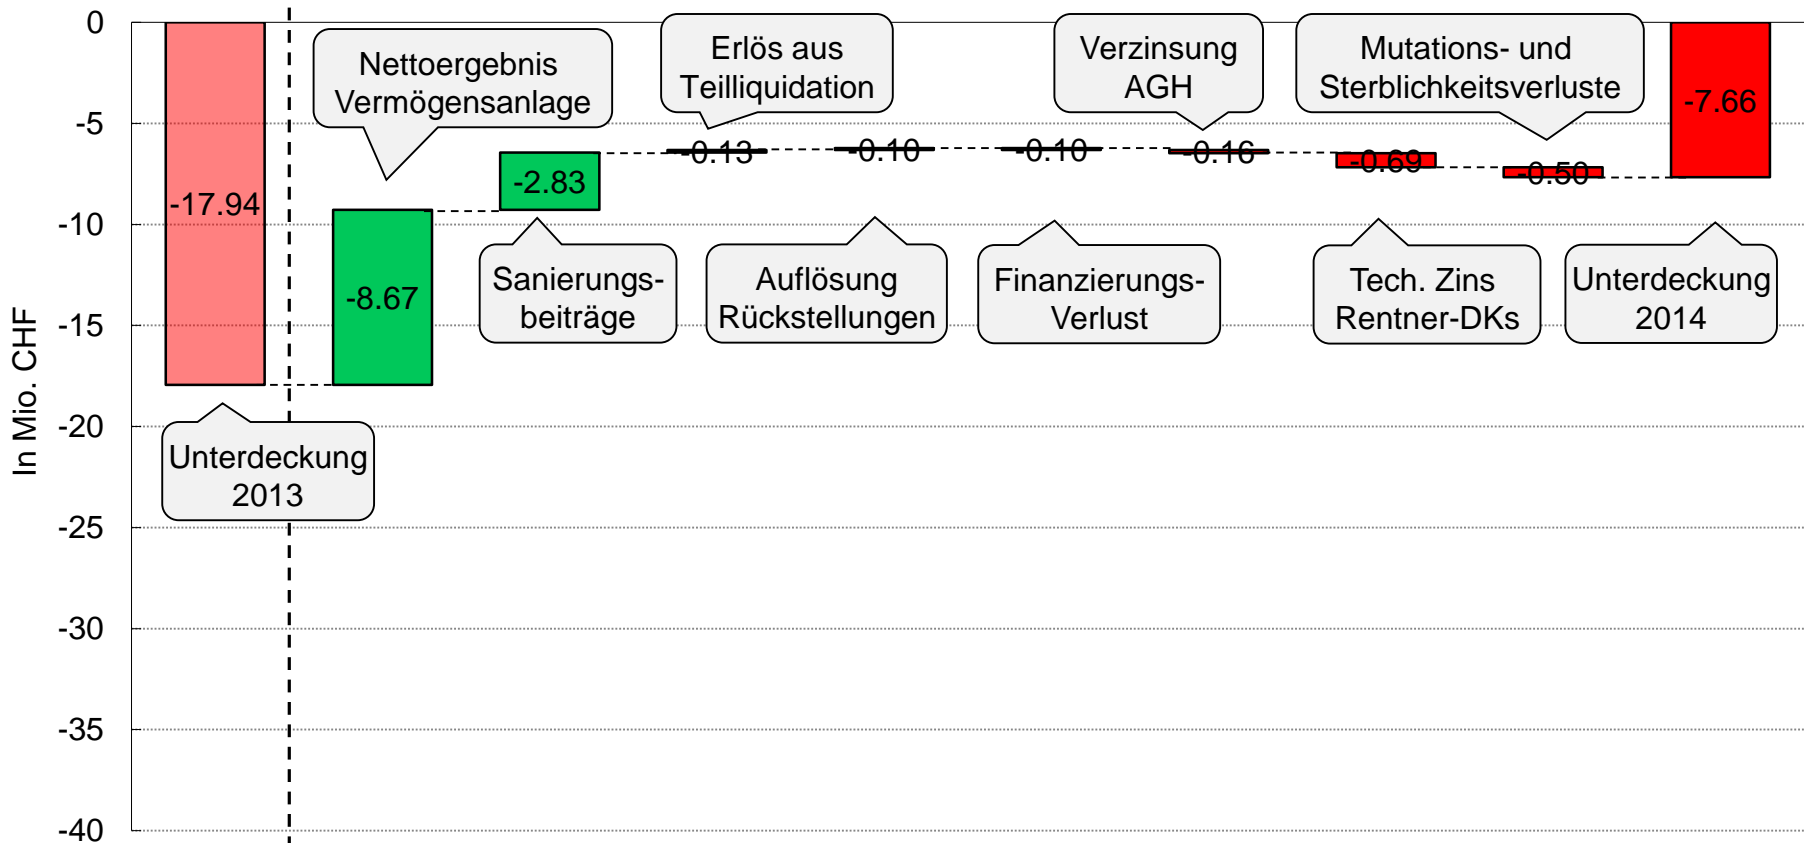 0
-5
-10
-15
-20
-25
-30
-35
-40
In Mio. CHF
Nettoergebnis
Vermögensanlage
Erlös aus
Teilliquidation
Verzinsung
AGH
Mutations- und
Sterblichkeitsverluste
-17.94
-8.67
-2.83
-0.13
-0.10
-0.10
-0.16
-0.69
-0.50
-7.66
Sanierungs-
beiträge
Auflösung
Rückstellungen
Finanzierungs-
Verlust
Tech. Zins
Rentner-DKs
Unterdeckung
2014
Unterdeckung
2013